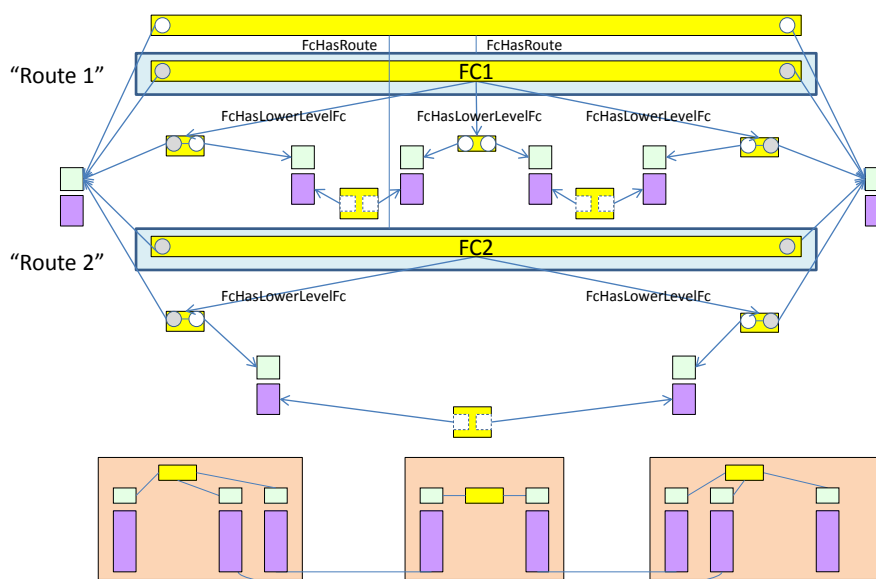 FcHasRoute FcHasRoute
“Route 1” FC1
FcHasLowerLevelFc FcHasLowerLevelFc FcHasLowerLevelFc
“Route 2” FC2
FcHasLowerLevelFc FcHasLowerLevelFc